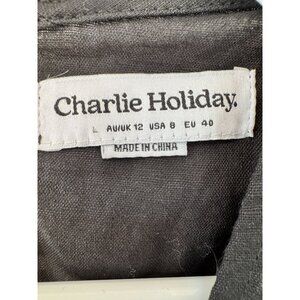 Charlie Holiday.
L AU/UK 12 USA 8 EU 40
MADE IN CHINA